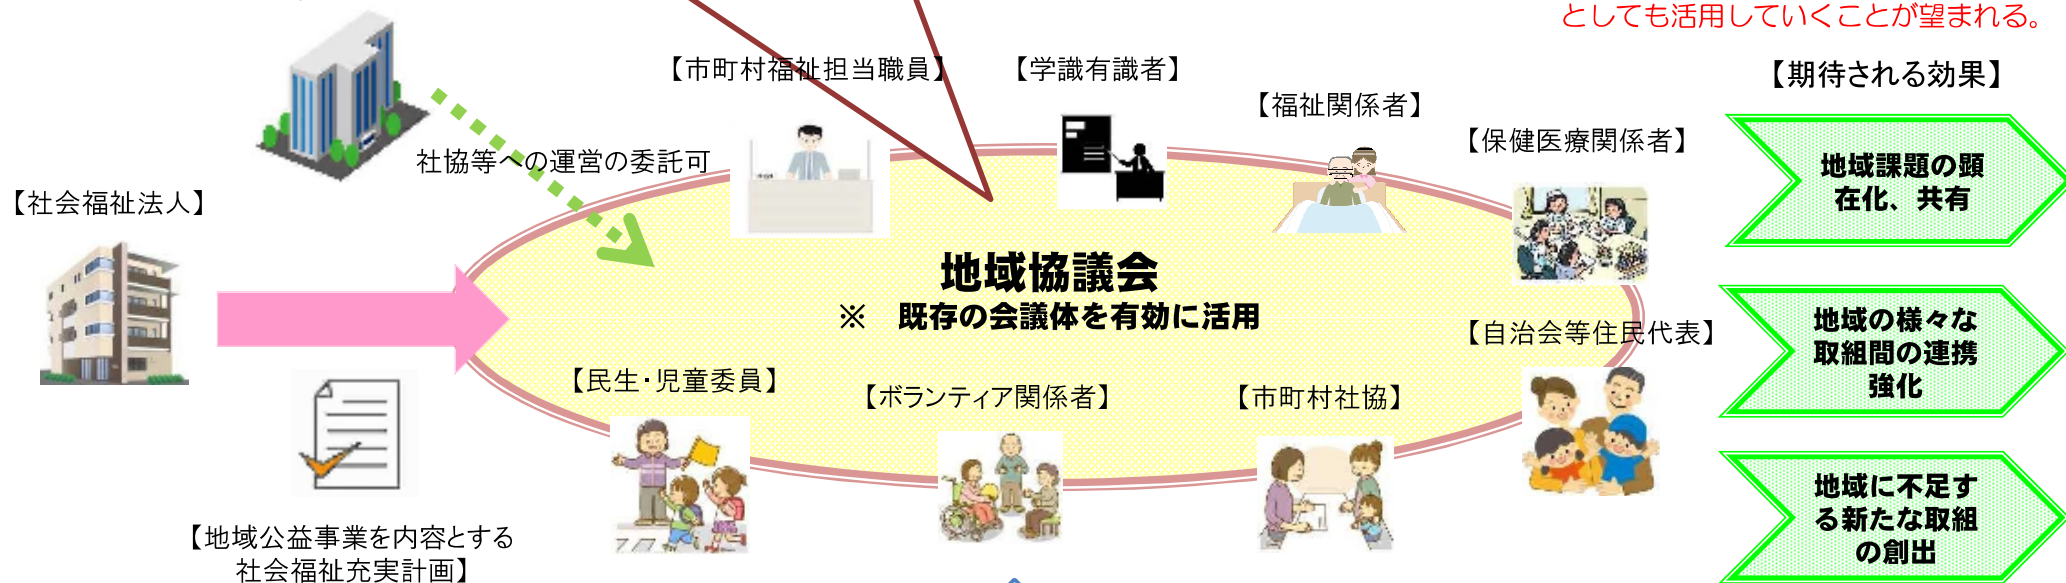 としても活用していくことが望まれる。
【市町村福祉担当職員】
【学識有識者】
【期待される効果】
【福祉関係者】
【保健医療関係者】
社協等への運営の委託可
【社会福祉法人】
地域課題の顕
在化、共有
地域協議会
※　既存の会議体を有効に活用
【自治会等住民代表】
地域の様々な
取組間の連携
強化
【民生・児童委員】
【ボランティア関係者】
【市町村社協】
地域に不足す
る新たな取組
の創出
【地域公益事業を内容とする
社会福祉充実計画】